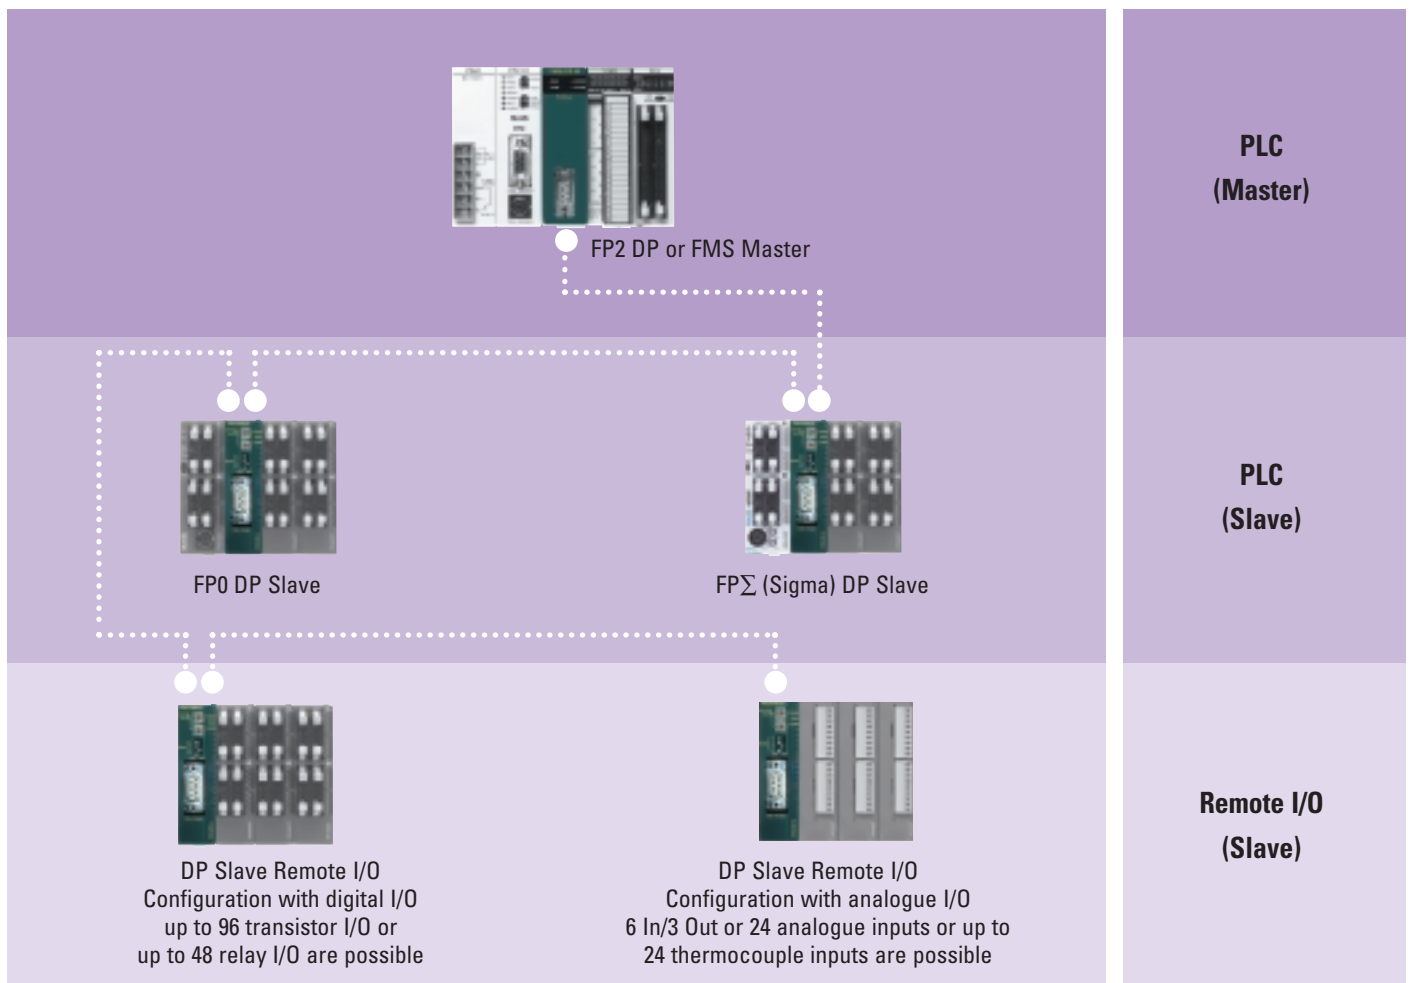 PLC
(Master)
FP2 DP or FMS Master
PLC
(Slave)
FP0 DP Slave
FP∑ (Sigma) DP Slave
Remote I/O
(Slave)
DP Slave Remote I/O
Configuration with digital I/O
up to 96 transistor I/O or
up to 48 relay I/O are possible
DP Slave Remote I/O
Configuration with analogue I/O
6 In/3 Out or 24 analogue inputs or up to
24 thermocouple inputs are possible